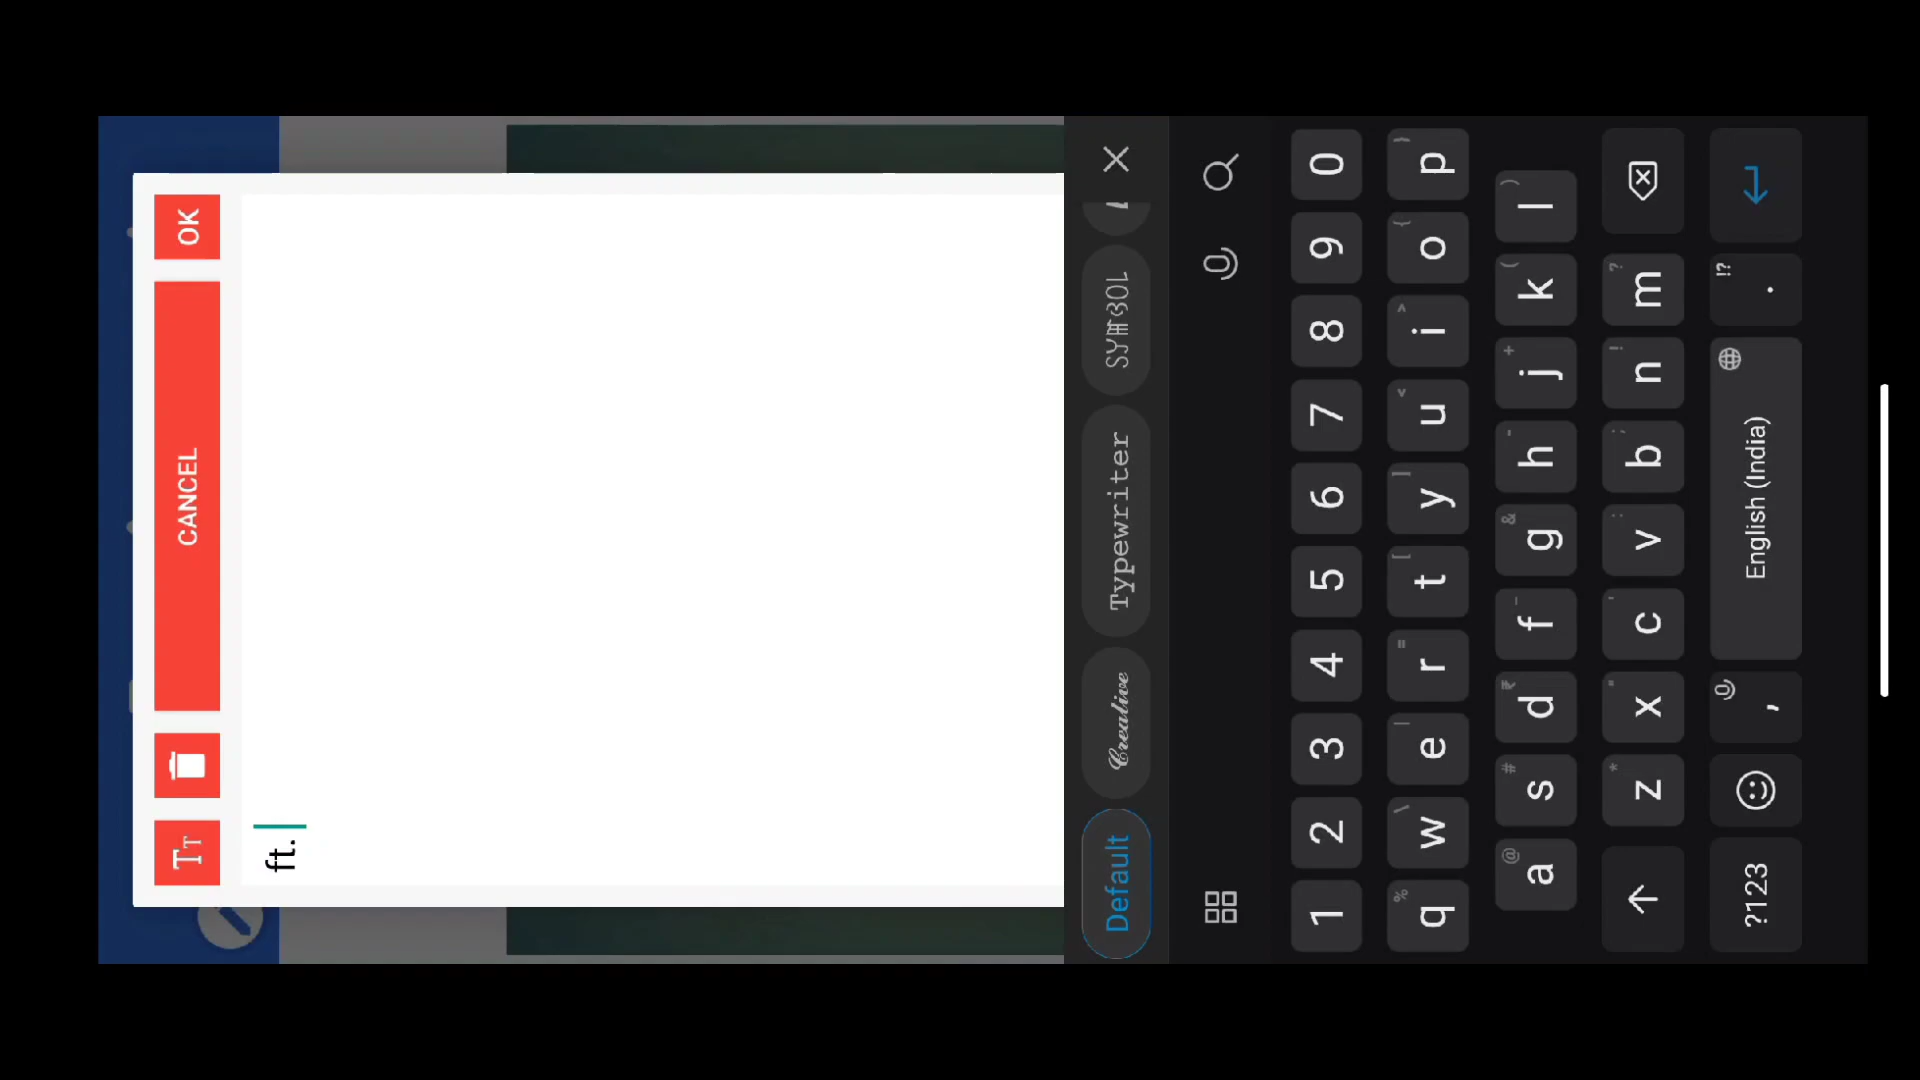 TT CANCEL OK
ft.
Default Creative Typewriter SYMBOL
1 2 3 4 5 6 7 8 9 0
% \ | = [ ] < > { }
q w e r t y u i o p
@ # ₹ _ & - + ( )
a s d f g h j k l
* " ' : ; ! ?
z x c v b n m
!?
?123 , English (India) .